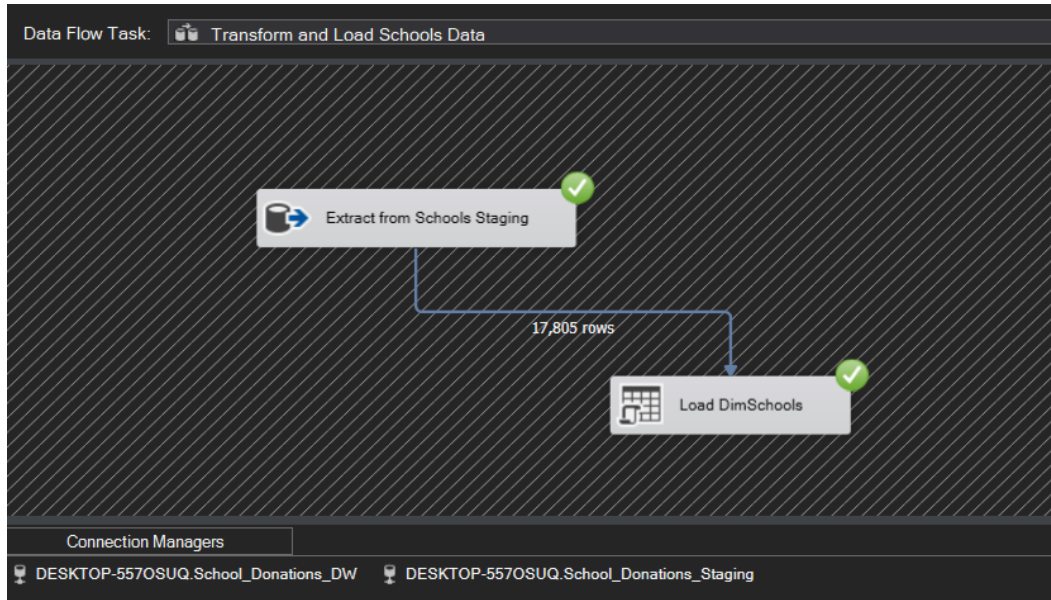 Data Flow Task: Transform and Load Schools Data
Extract from Schools Staging
17,805 rows
Load DimSchools
Connection Managers
DESKTOP-557OSUQ.School_Donations_DW DESKTOP-557OSUQ.School_Donations_Staging